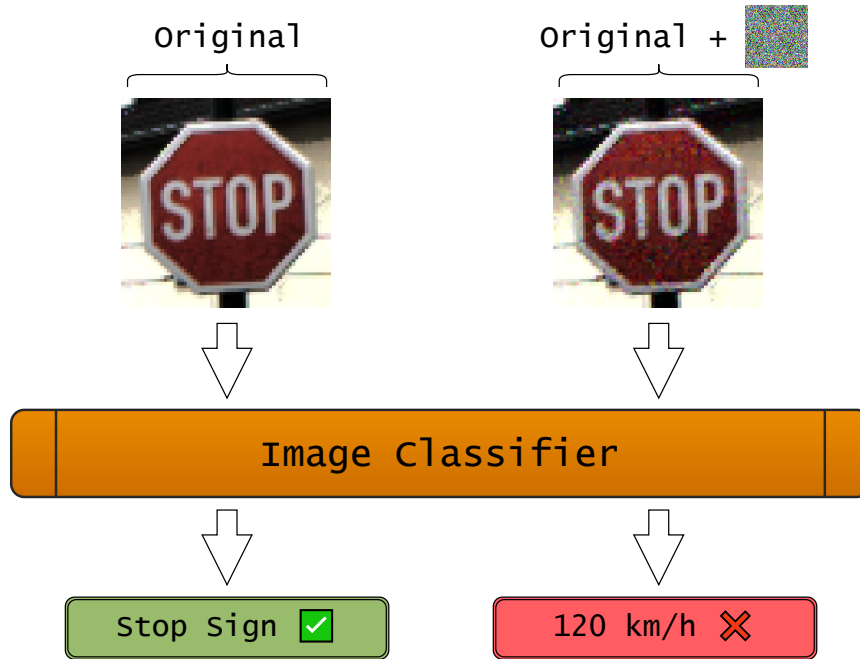 Original
Original +
STOP
STOP
Image Classifier
Stop Sign ✅
120 km/h ❌